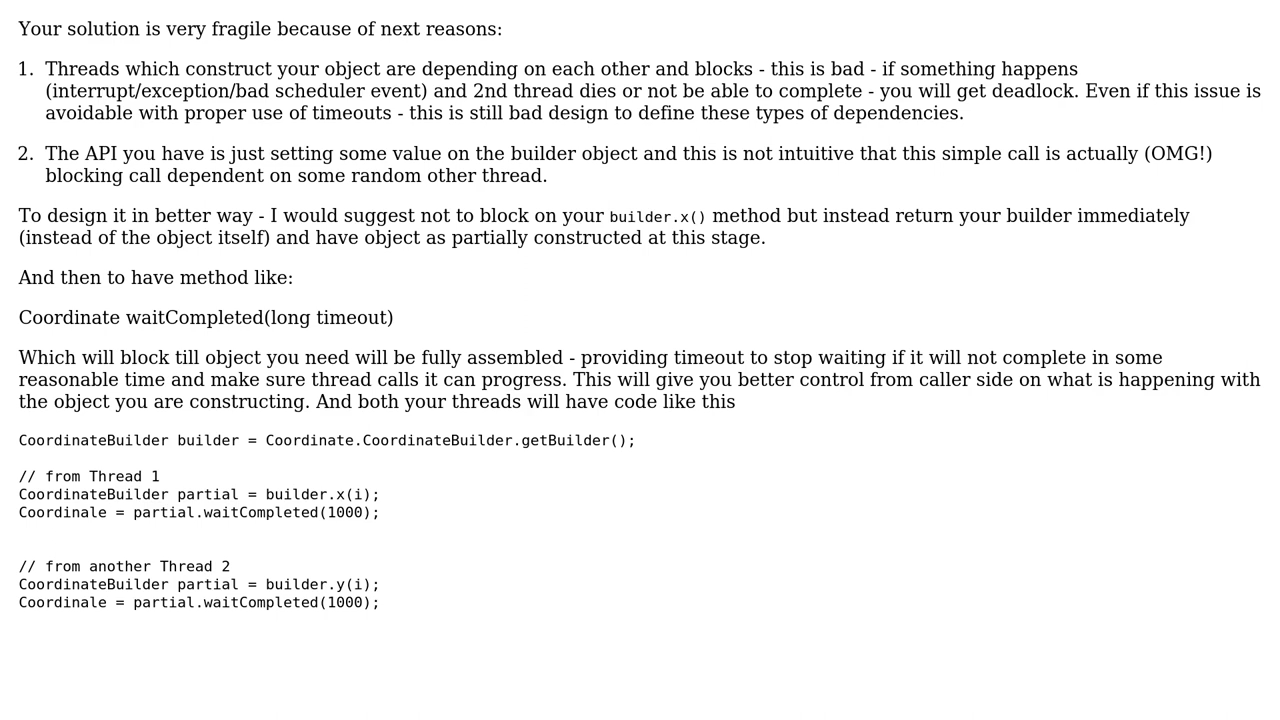 Your solution is very fragile because of next reasons:
1. Threads which construct your object are depending on each other and blocks - this is bad - if something happens
(interrupt/exception/bad scheduler event) and 2nd thread dies or not be able to complete - you will get deadlock. Even if this issue is
avoidable with proper use of timeouts - this is still bad design to define these types of dependencies.
2. The API you have is just setting some value on the builder object and this is not intuitive that this simple call is actually (OMG!)
blocking call dependent on some random other thread.
To design it in better way - I would suggest not to block on your builder.x() method but instead return your builder immediately
(instead of the object itself) and have object as partially constructed at this stage.
And then to have method like:
Coordinate waitCompleted(long timeout)
Which will block till object you need will be fully assembled - providing timeout to stop waiting if it will not complete in some
reasonable time and make sure thread calls it can progress. This will give you better control from caller side on what is happening with
the object you are constructing. And both your threads will have code like this
CoordinateBuilder builder = Coordinate.CoordinateBuilder.getBuilder();
// from Thread 1
CoordinateBuilder partial = builder.x(i);
Coordinale = partial.waitCompleted(1000);
// from another Thread 2
CoordinateBuilder partial = builder.y(i);
Coordinale = partial.waitCompleted(1000);